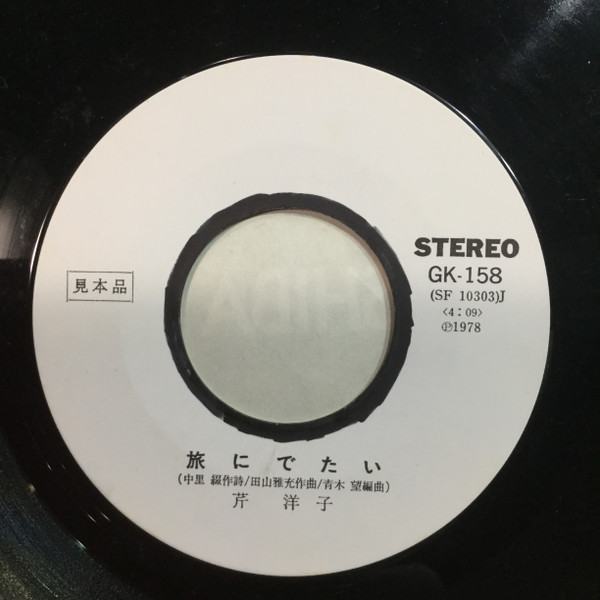 STEREO
GK-158
(SF 10303)J
見本品
<4:09>
Ⓟ1978
旅にでたい
(中里 綴作詩/田山雅充作曲/青木 望編曲)
芹 洋子